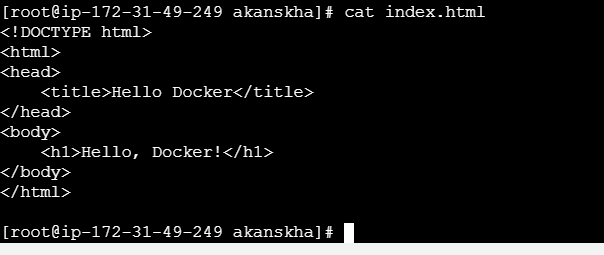 [root@ip-172-31-49-249 akanskha]# cat index.html
<!DOCTYPE html>
<html>
<head>
    <title>Hello Docker</title>
</head>
<body>
    <h1>Hello, Docker!</h1>
</body>
</html>

[root@ip-172-31-49-249 akanskha]#